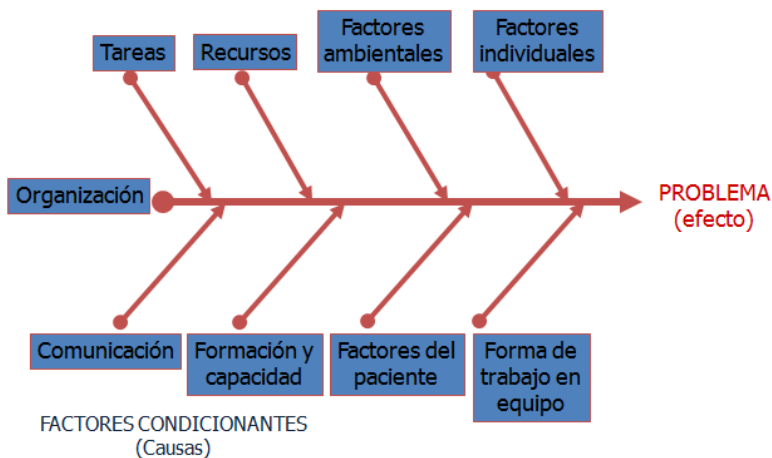 Tareas
Recursos
Factores
ambientales
Factores
individuales
Organización
PROBLEMA
(efecto)
Comunicación
Formación y
capacidad
Factores del
paciente
Forma de
trabajo en
equipo
FACTORES CONDICIONANTES
(Causas)